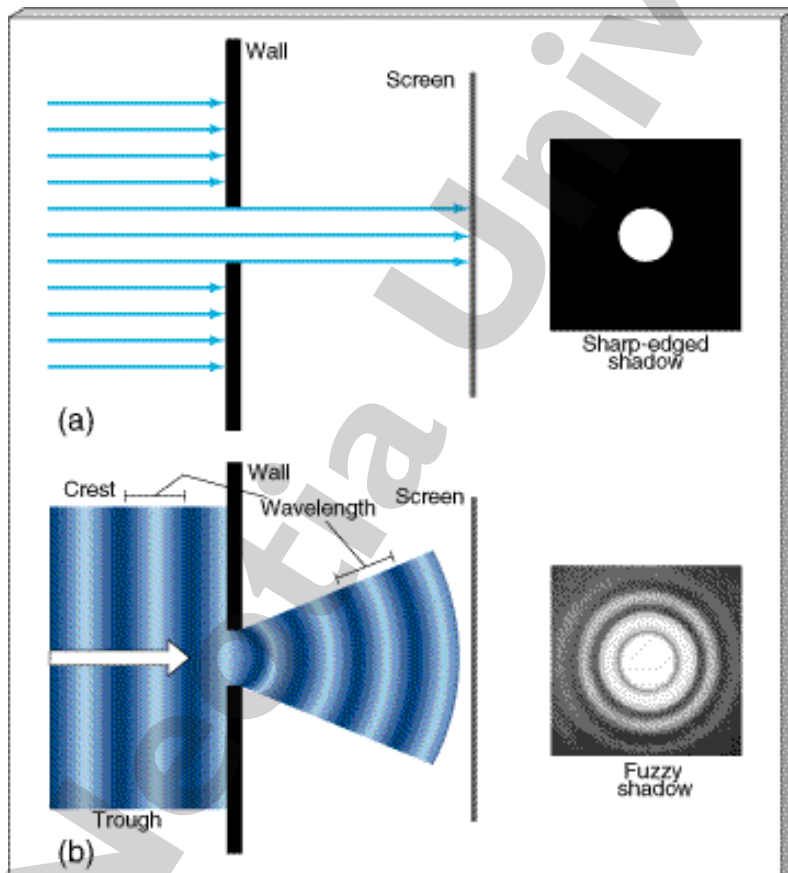 Wall
Screen
Sharp-edged
shadow
(a)
Wall
Crest
Screen
Wavelength
Fuzzy
shadow
Trough
(b)